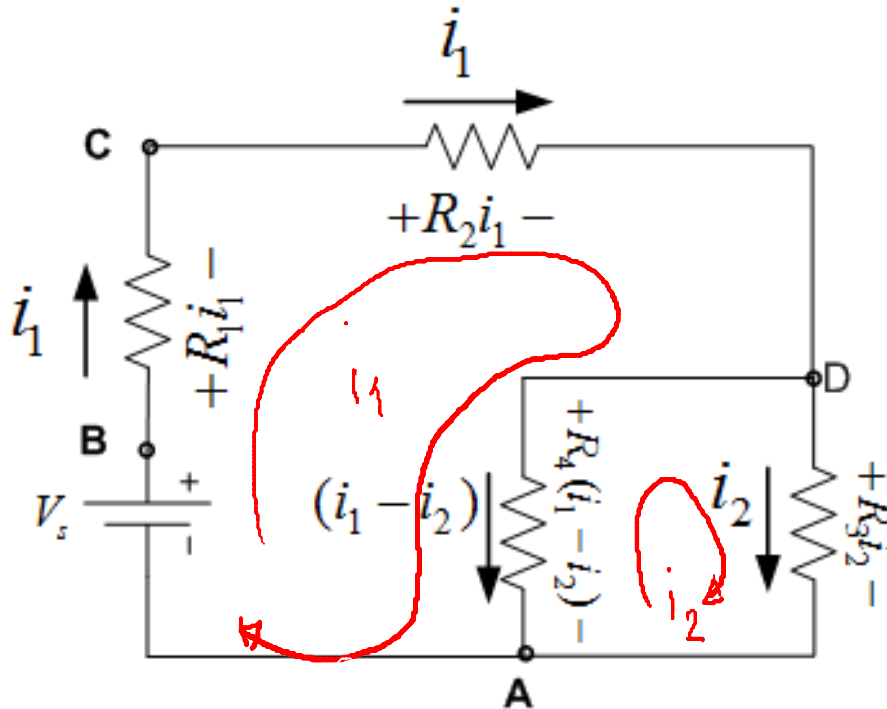 i₁
C
+R₂i₁ −
i₁
+R₁i₁ −
i₁
D
B
+R₄(i₁ − i₂) −
+R₃i₂ −
Vₛ
+
−
(i₁ − i₂)
i₂
i₂
A